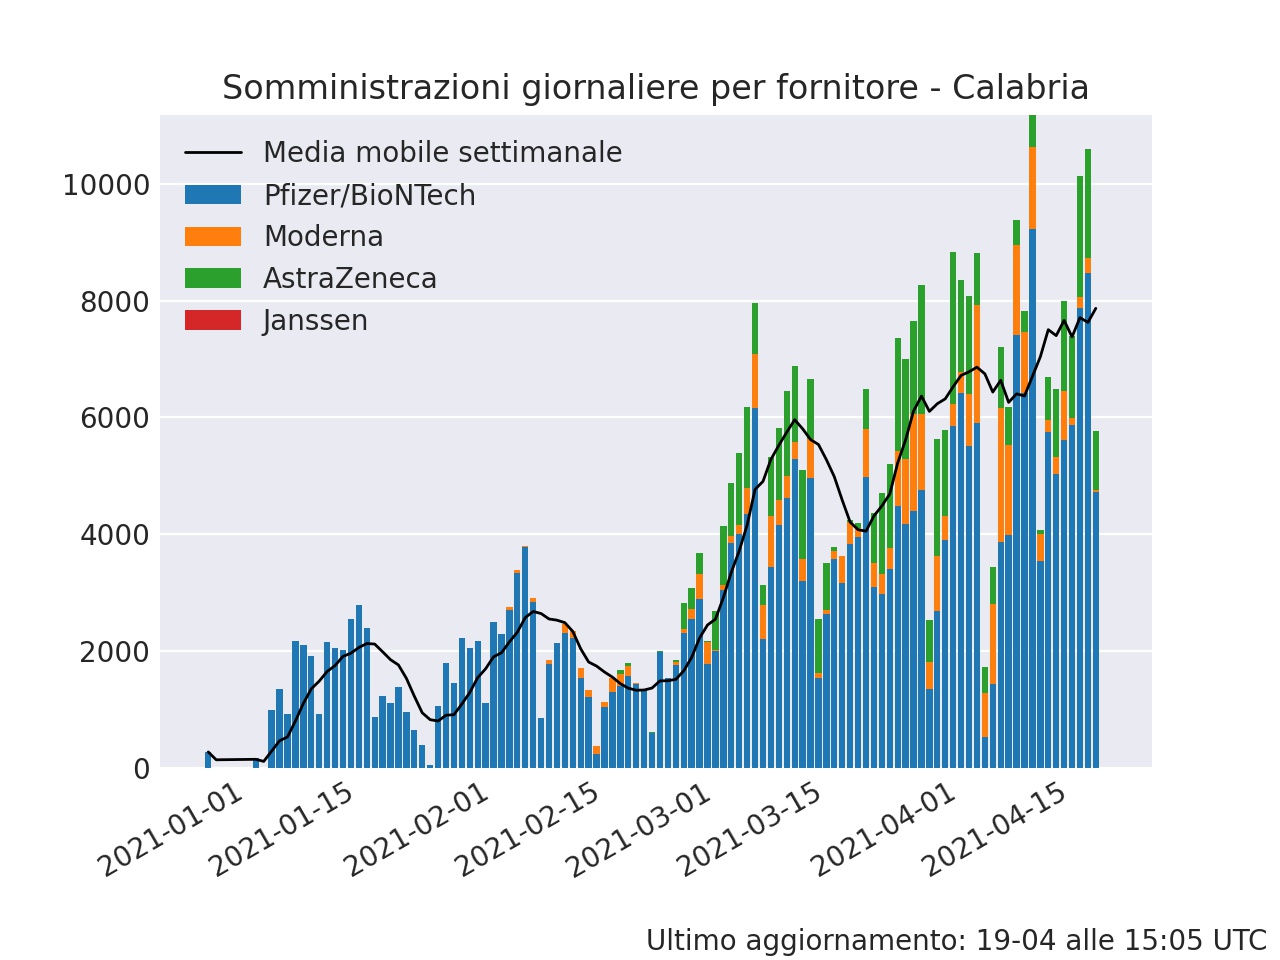 Somministrazioni giornaliere per fornitore - Calabria
Media mobile settimanale
Pfizer/BioNTech
Moderna
AstraZeneca
Janssen
10000
8000
6000
4000
2000
0
2021-01-01
2021-01-15
2021-02-01
2021-02-15
2021-03-01
2021-03-15
2021-04-01
2021-04-15
Ultimo aggiornamento: 19-04 alle 15:05 UTC